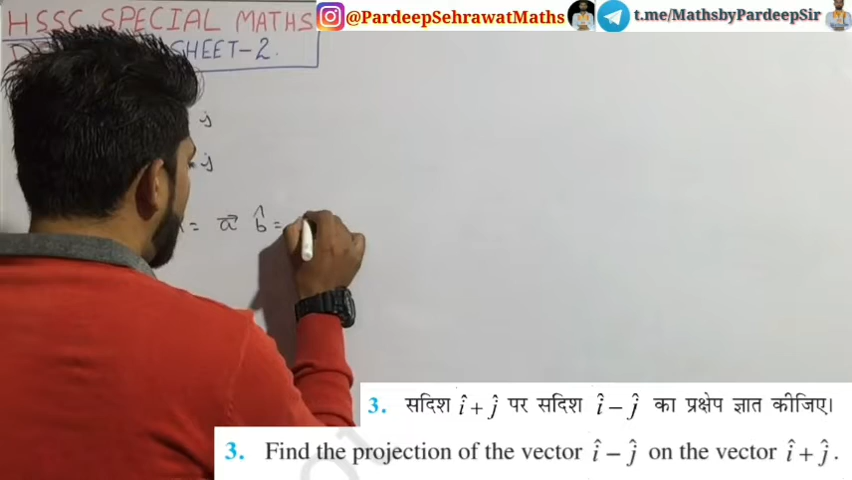 HSSC SPECIAL MATHS
SHEET-2.
@PardeepSehrawatMaths
t.me/MathsbyPardeepSir
j
j
= a⃗ b̂ =
3. सदिश î + ĵ पर सदिश î − ĵ का प्रक्षेप ज्ञात कीजिए।
3. Find the projection of the vector î − ĵ on the vector î + ĵ.